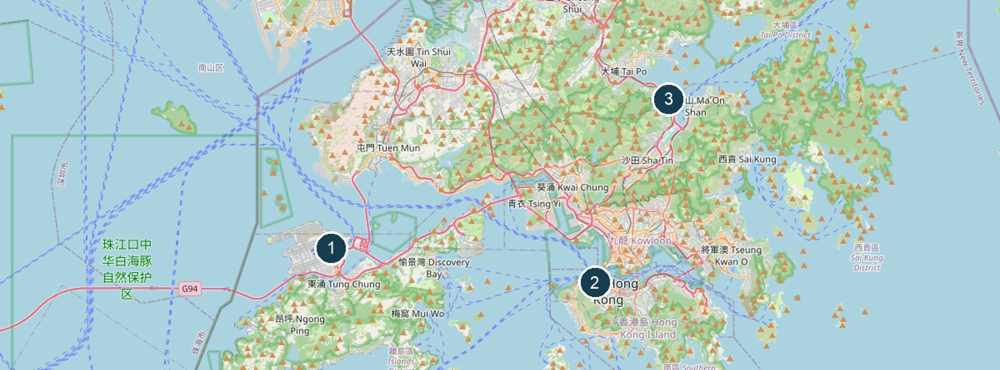 Shui
大埔區
Tai Po District
新界 New Territories
天水圍 Tin Shui
Wai
南山区
大埔 Tai Po
3
山 Ma On
Shan
屯門 Tuen Mun
沙田 Sha Tin
西貢 Sai Kung
深圳市
葵涌 Kwai Chung
青衣 Tsing Yi
珠江口中
华白海豚
自然保护
区
1
九龍 Kowloon
將軍澳 Tseung
Kwan O
西貢區
Sai Kung
District
愉景灣 Discovery
Bay
G94
東涌 Tung Chung
2
Hong
Kong
昂坪 Ngong
Ping
梅窩 Mui Wo
香港島 Hong
Kong Island
珠海市
離島區
Islands
南區 Southern